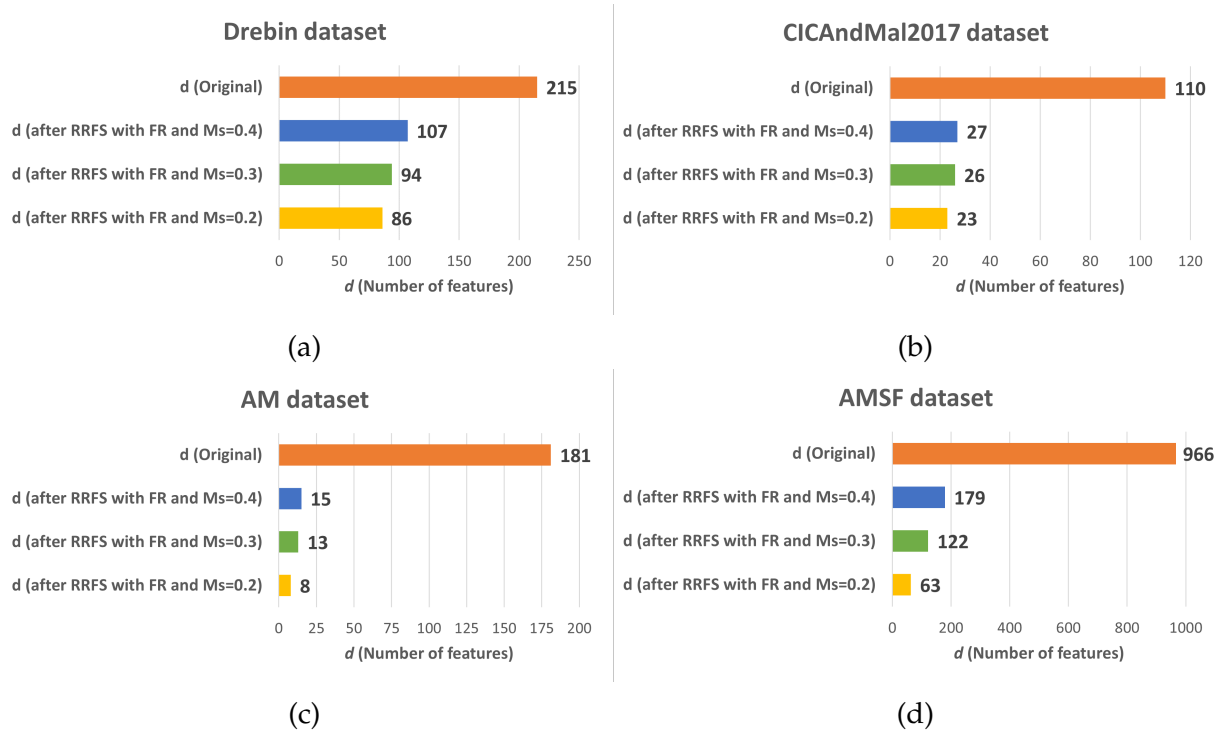 Drebin dataset
d (Original)
215
d (after RRFS with FR and Ms=0.4)
107
d (after RRFS with FR and Ms=0.3)
94
d (after RRFS with FR and Ms=0.2)
86
0 50 100 150 200 250
d (Number of features)
(a)
CICAndMal2017 dataset
d (Original)
110
d (after RRFS with FR and Ms=0.4)
27
d (after RRFS with FR and Ms=0.3)
26
d (after RRFS with FR and Ms=0.2)
23
0 20 40 60 80 100 120
d (Number of features)
(b)
AM dataset
d (Original)
181
d (after RRFS with FR and Ms=0.4)
15
d (after RRFS with FR and Ms=0.3)
13
d (after RRFS with FR and Ms=0.2)
8
0 25 50 75 100 125 150 175 200
d (Number of features)
(c)
AMSF dataset
d (Original)
966
d (after RRFS with FR and Ms=0.4)
179
d (after RRFS with FR and Ms=0.3)
122
d (after RRFS with FR and Ms=0.2)
63
0 200 400 600 800 1000
d (Number of features)
(d)